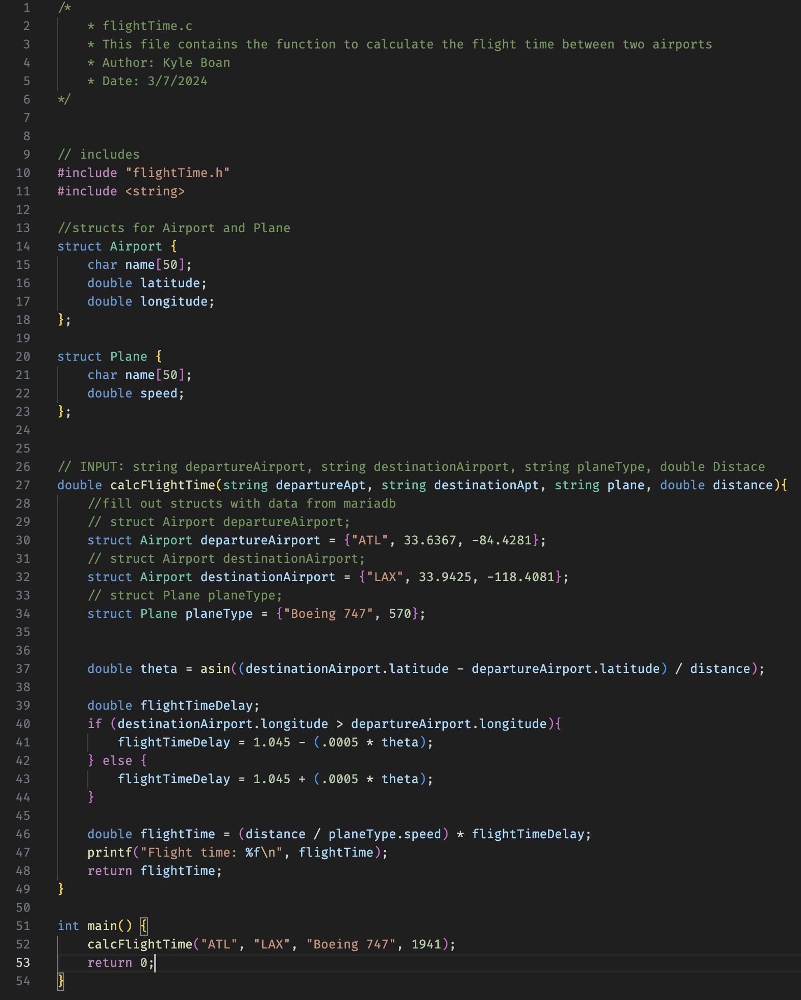 1 /*
2 * flightTime.c
3 * This file contains the function to calculate the flight time between two airports
4 * Author: Kyle Boan
5 * Date: 3/7/2024
6 */
7
8
9 // includes
10 #include "flightTime.h"
11 #include <string>
12
13 //structs for Airport and Plane
14 struct Airport {
15 char name[50];
16 double latitude;
17 double longitude;
18 };
19
20 struct Plane {
21 char name[50];
22 double speed;
23 };
24
25
26 // INPUT: string departureAirport, string destinationAirport, string planeType, double Distace
27 double calcFlightTime(string departureApt, string destinationApt, string plane, double distance){
28 //fill out structs with data from mariadb
29 // struct Airport departureAirport;
30 struct Airport departureAirport = {"ATL", 33.6367, -84.4281};
31 // struct Airport destinationAirport;
32 struct Airport destinationAirport = {"LAX", 33.9425, -118.4081};
33 // struct Plane planeType;
34 struct Plane planeType = {"Boeing 747", 570};
35
36
37 double theta = asin((destinationAirport.latitude - departureAirport.latitude) / distance);
38
39 double flightTimeDelay;
40 if (destinationAirport.longitude > departureAirport.longitude){
41 flightTimeDelay = 1.045 - (.0005 * theta);
42 } else {
43 flightTimeDelay = 1.045 + (.0005 * theta);
44 }
45
46 double flightTime = (distance / planeType.speed) * flightTimeDelay;
47 printf("Flight time: %f\n", flightTime);
48 return flightTime;
49 }
50
51 int main() {
52 calcFlightTime("ATL", "LAX", "Boeing 747", 1941);
53 return 0;
54 }